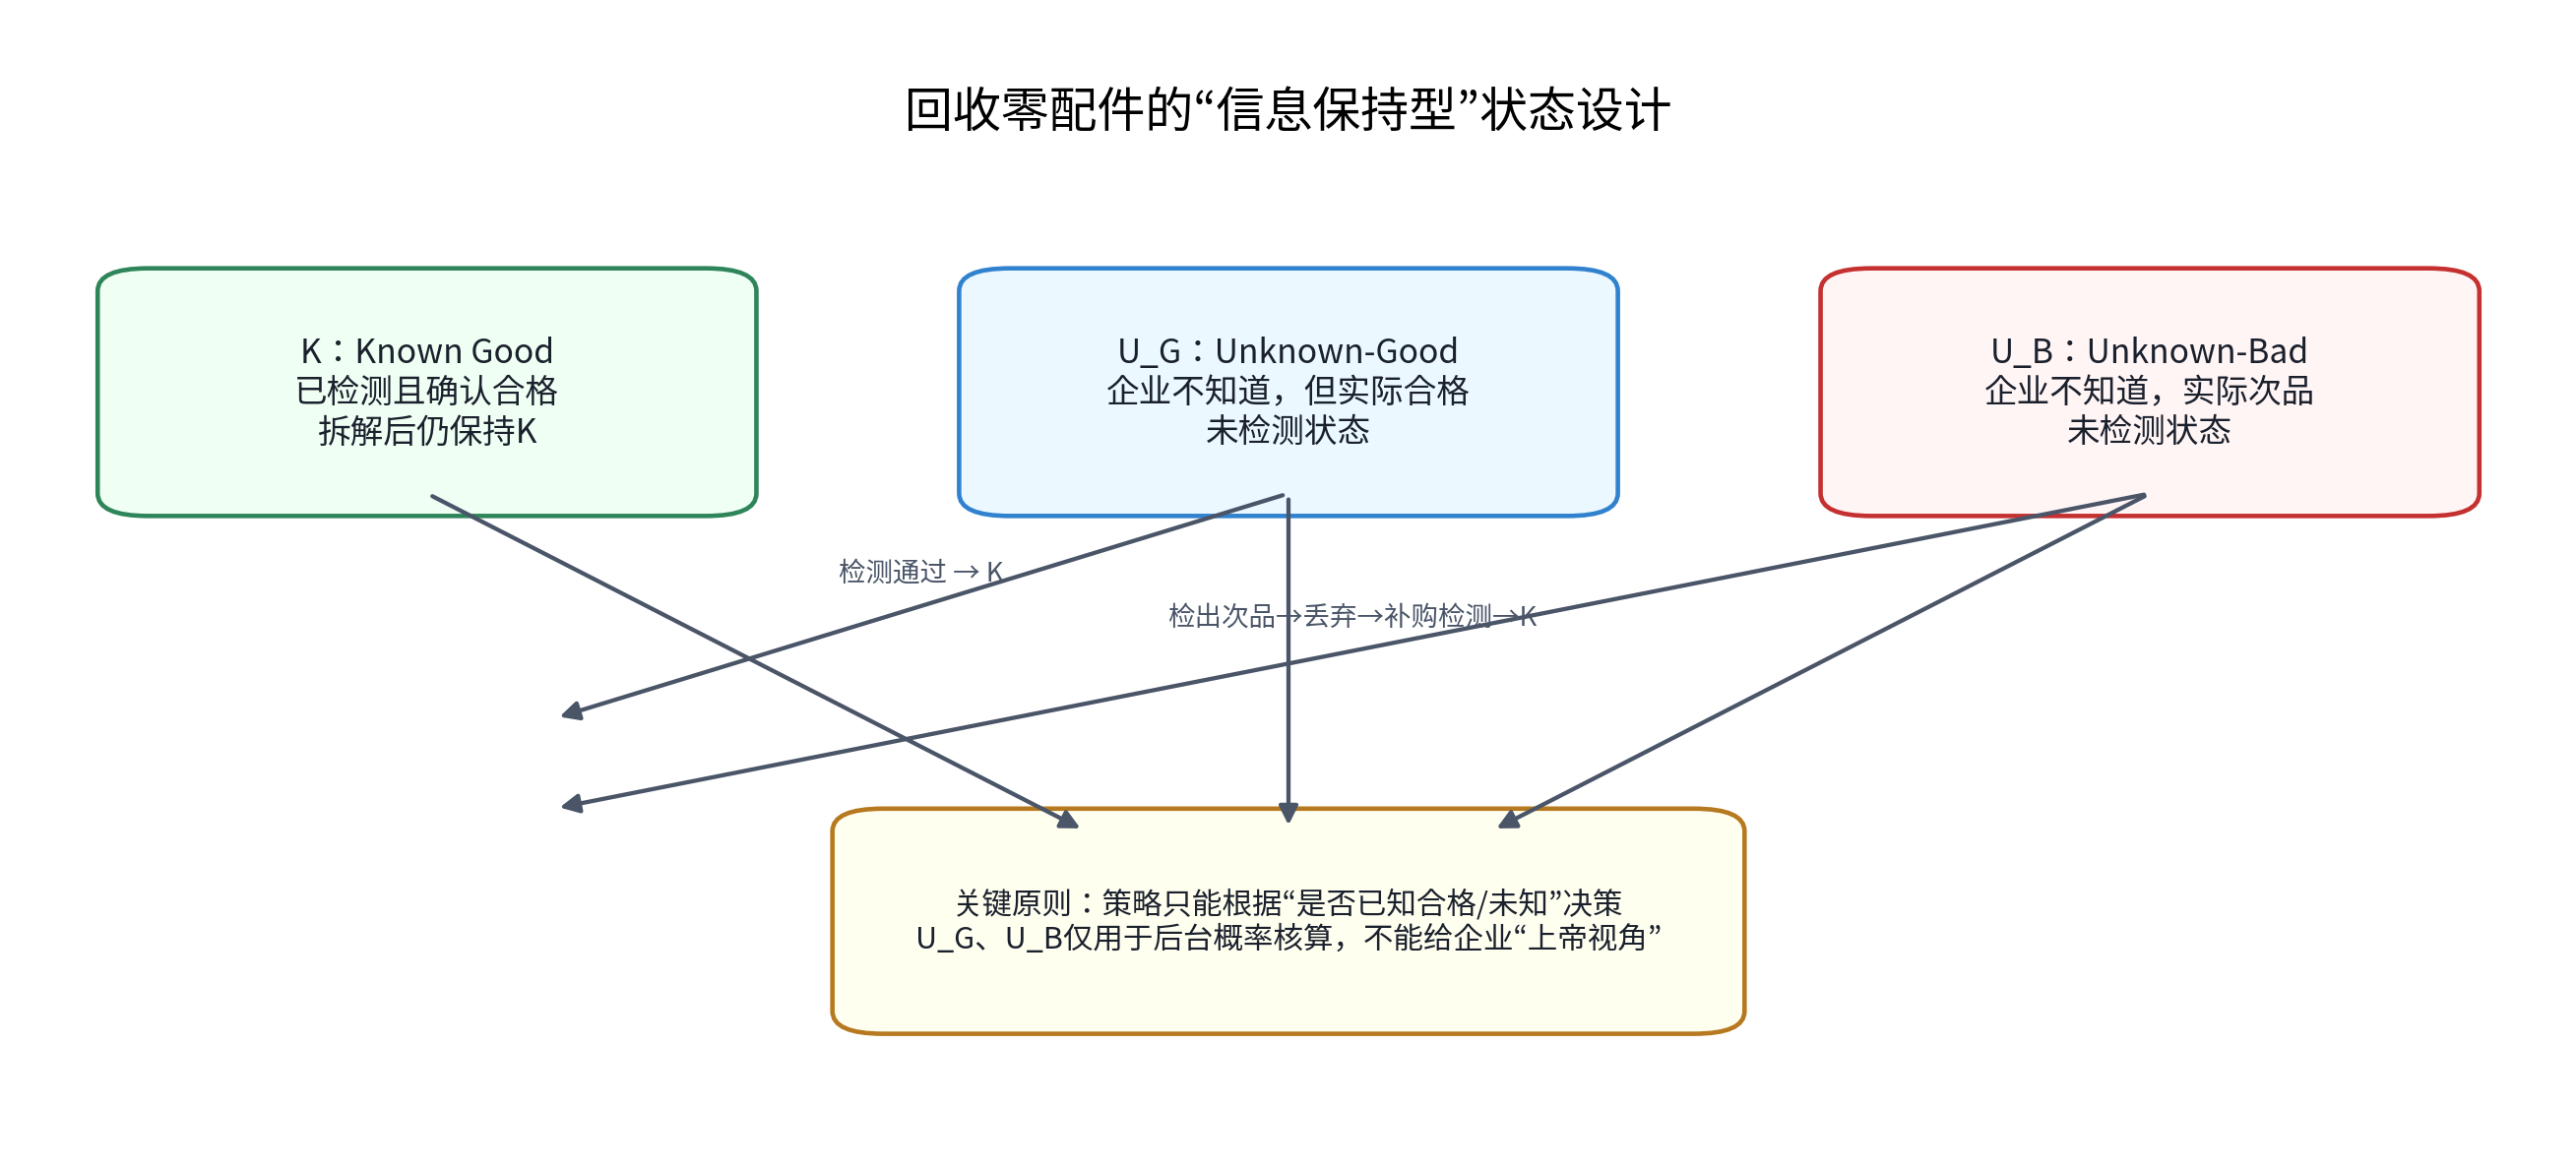 回收零配件的“信息保持型”状态设计
K：Known Good
已检测且确认合格
拆解后仍保持K
U_G：Unknown-Good
企业不知道，但实际合格
未检测状态
U_B：Unknown-Bad
企业不知道，实际次品
未检测状态
检测通过 → K
检出次品→丢弃→补购检测→K
关键原则：策略只能根据“是否已知合格/未知”决策
U_G、U_B仅用于后台概率核算，不能给企业“上帝视角”